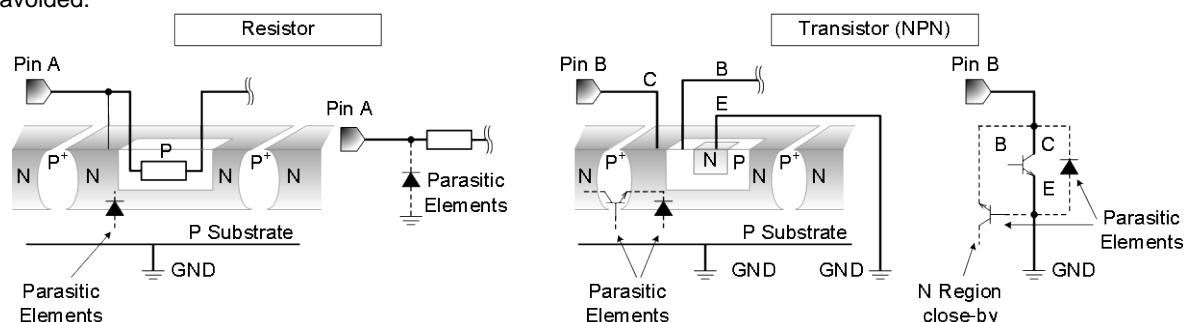 avoided.
Resistor
Transistor (NPN)
Pin A
Pin A
P
N
P+
N
N
P+
N
Parasitic
Elements
P Substrate
GND
Parasitic
Elements
Pin B
C
B
E
N
P+
N
N
P
N
P+
N
P Substrate
GND
GND
Parasitic
Elements
Pin B
B
C
E
Parasitic
Elements
GND
N Region
close-by